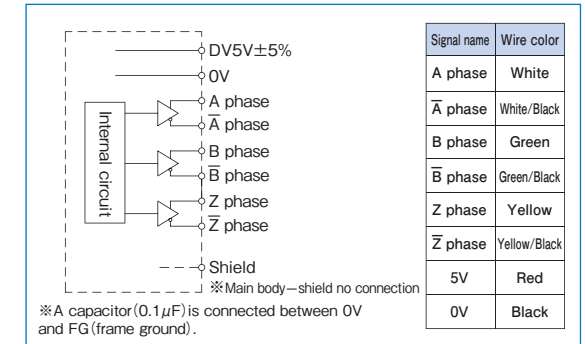 DV5V±5%
0V
A phase
A̅ phase
B phase
B̅ phase
Z phase
Z̅ phase
Internal circuit
Shield
※Main body—shield no connection
※A capacitor(0.1μF)is connected between 0V
and FG(frame ground).
Signal name Wire color
A phase White
A̅ phase White/Black
B phase Green
B̅ phase Green/Black
Z phase Yellow
Z̅ phase Yellow/Black
5V Red
0V Black